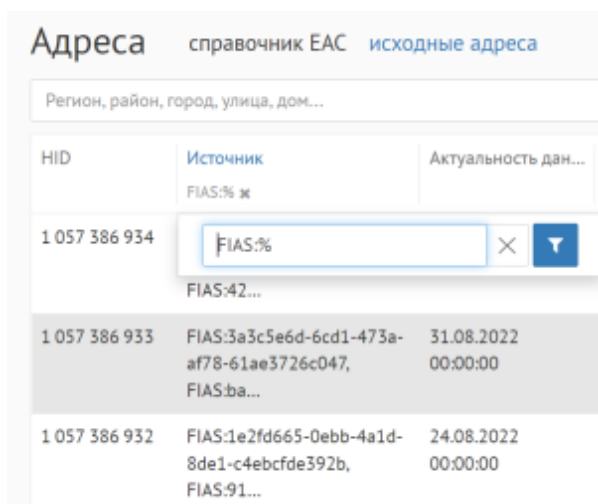 Адреса справочник ЕАС исходные адреса
Регион, район, город, улица, дом...
HID Источник Актуальность дан...
FIAS:% ×
1 057 386 934 FIAS:% ×
FIAS:42...
1 057 386 933 FIAS:3a3c5e6d-6cd1-473a- 31.08.2022
af78-61ae3726c047, 00:00:00
FIAS:ba...
1 057 386 932 FIAS:1e2fd665-0ebb-4a1d- 24.08.2022
8de1-c4ebcfde392b, 00:00:00
FIAS:91...